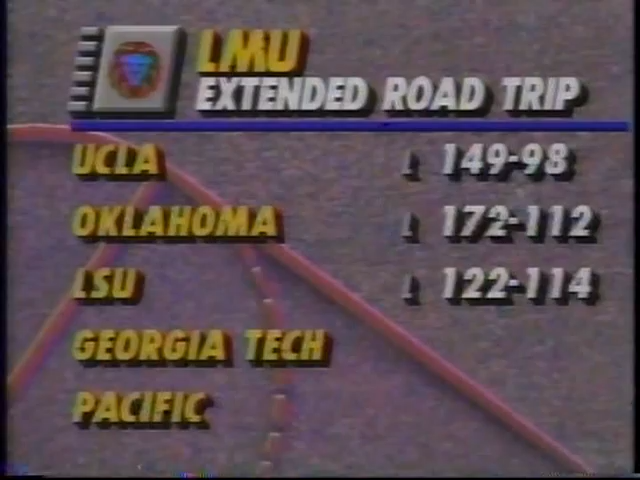 LMU
EXTENDED ROAD TRIP
UCLA L 149-98
OKLAHOMA L 172-112
LSU L 122-114
GEORGIA TECH
PACIFIC